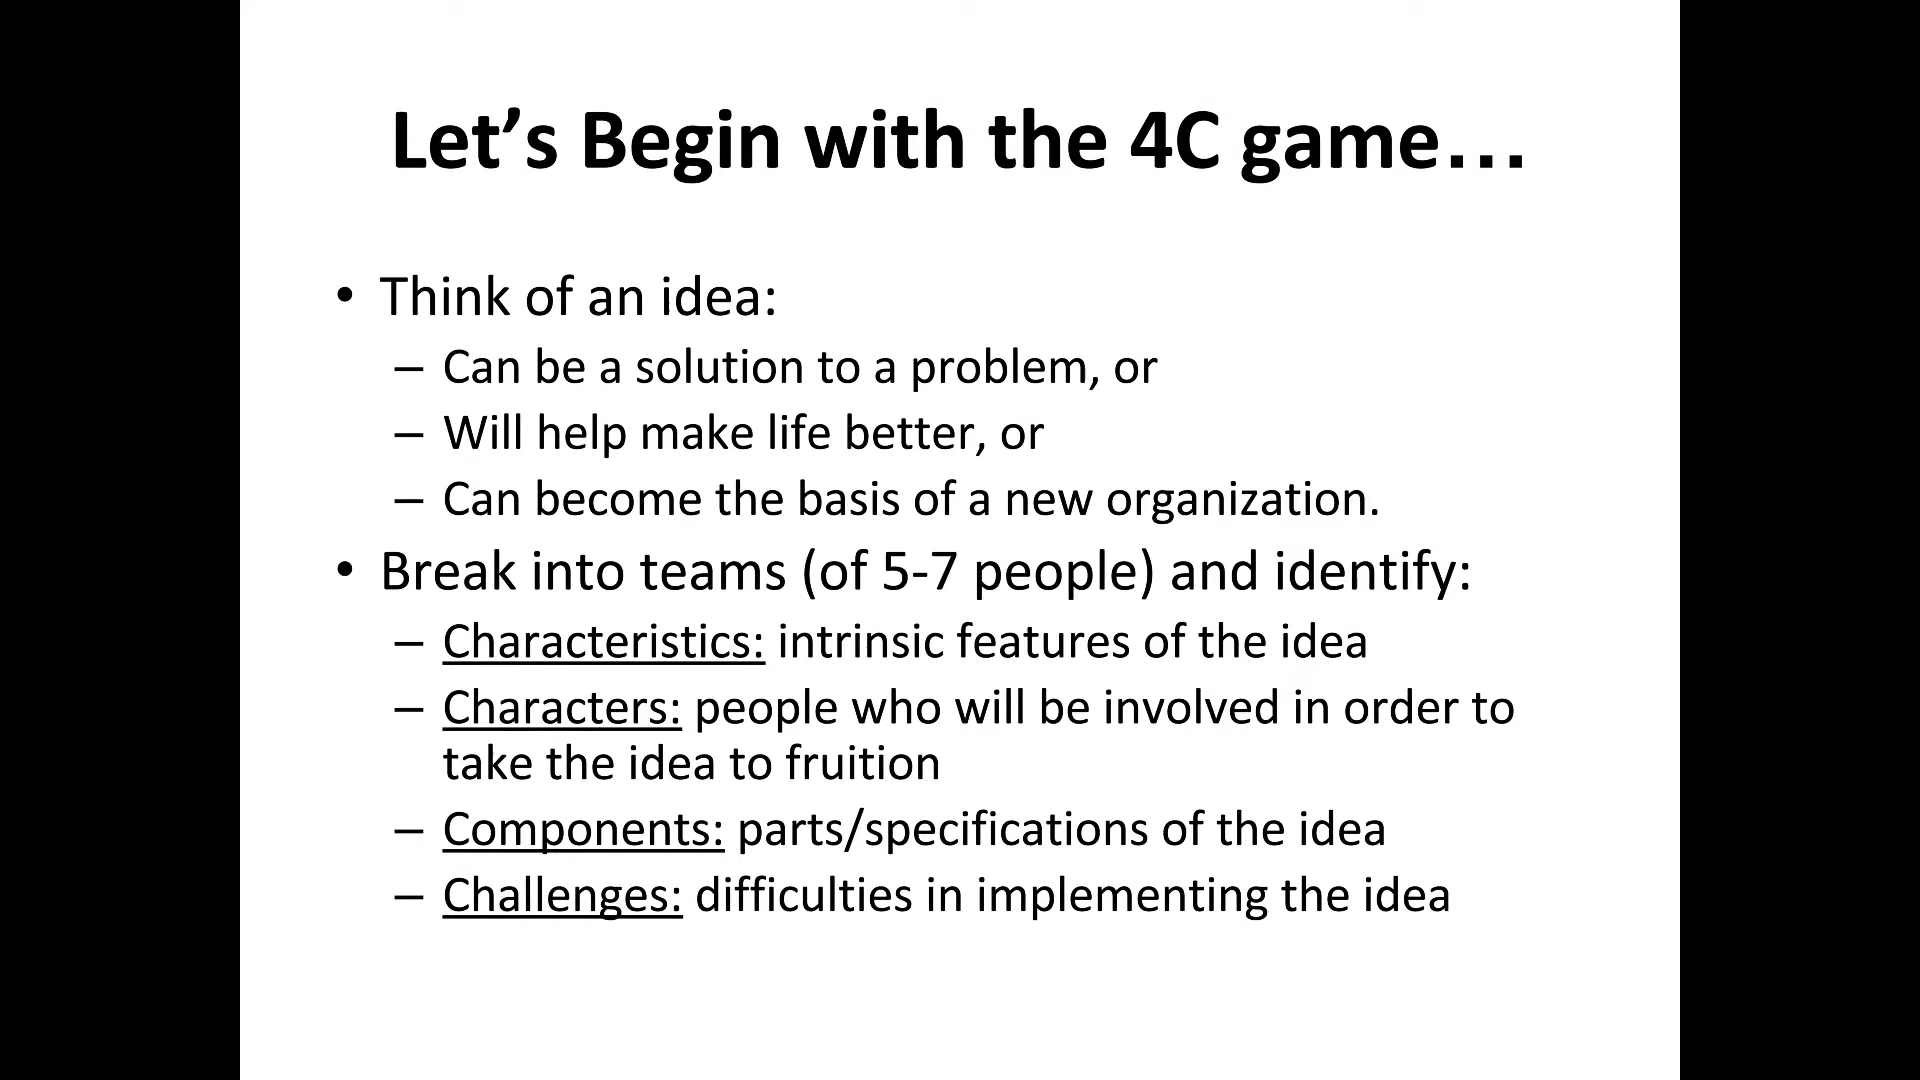 Let’s Begin with the 4C game…
• Think of an idea:
– Can be a solution to a problem, or
– Will help make life better, or
– Can become the basis of a new organization.
• Break into teams (of 5-7 people) and identify:
– Characteristics: intrinsic features of the idea
– Characters: people who will be involved in order to
take the idea to fruition
– Components: parts/specifications of the idea
– Challenges: difficulties in implementing the idea